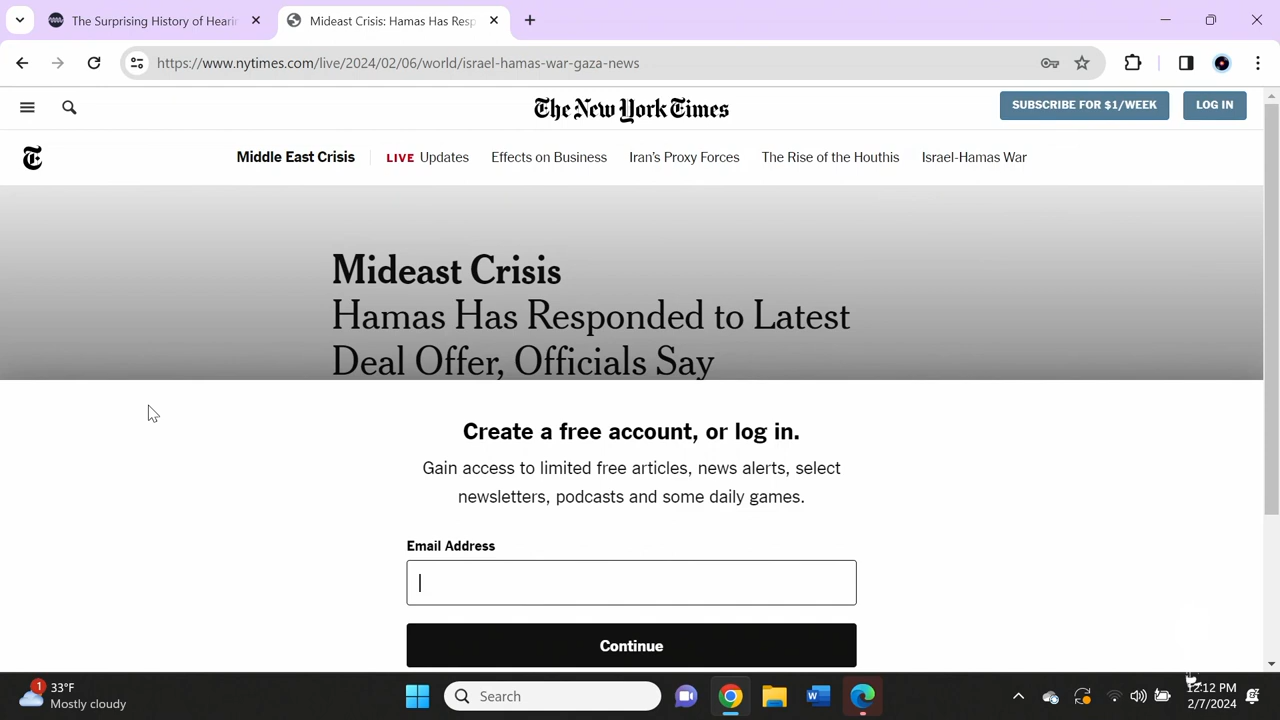 The Surprising History of Heari
Mideast Crisis: Hamas Has Resp
https://www.nytimes.com/live/2024/02/06/world/israel-hamas-war-gaza-news
The New York Times
SUBSCRIBE FOR $1/WEEK
LOG IN
T
Middle East Crisis
LIVE Updates
Effects on Business
Iran’s Proxy Forces
The Rise of the Houthis
Israel-Hamas War
Mideast Crisis
Hamas Has Responded to Latest
Deal Offer, Officials Say
Create a free account, or log in.
Gain access to limited free articles, news alerts, select
newsletters, podcasts and some daily games.
Email Address
Continue
1
33°F
Mostly cloudy
Search
12:12 PM
2/7/2024